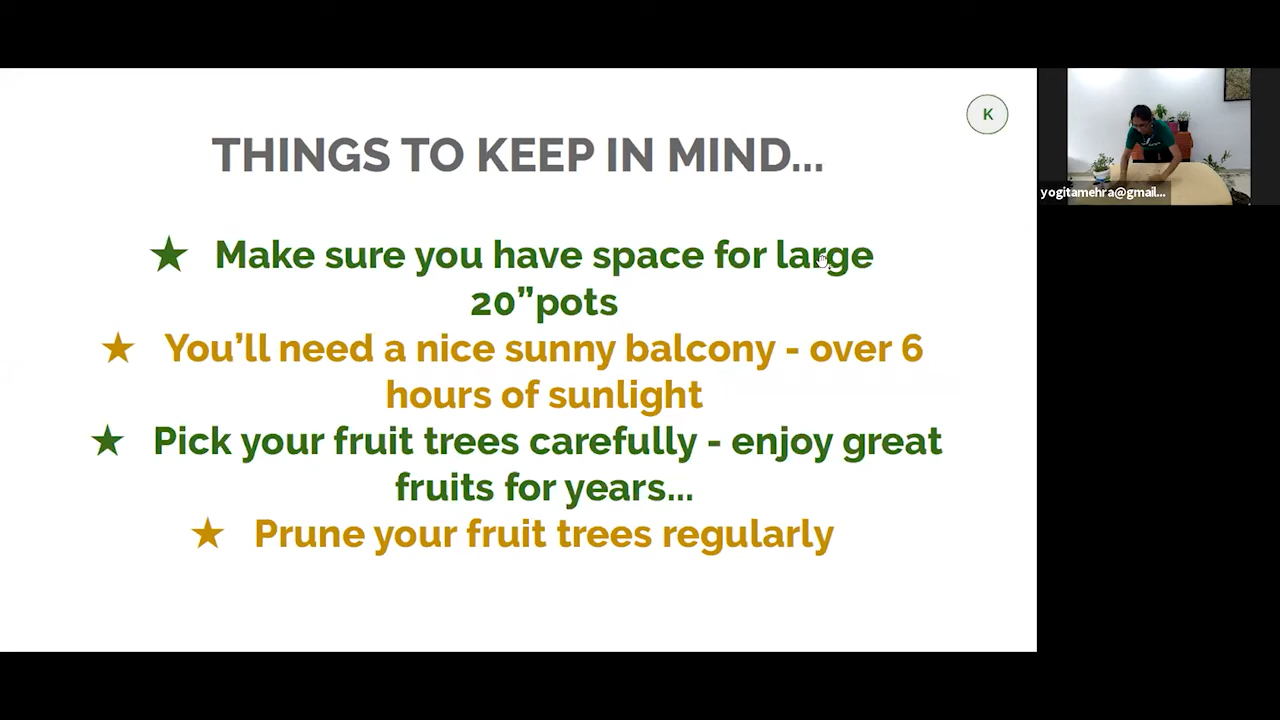 K
THINGS TO KEEP IN MIND...
★ Make sure you have space for large
20”pots
★ You’ll need a nice sunny balcony - over 6
hours of sunlight
★ Pick your fruit trees carefully - enjoy great
fruits for years...
★ Prune your fruit trees regularly
yogitamehra@gmail...